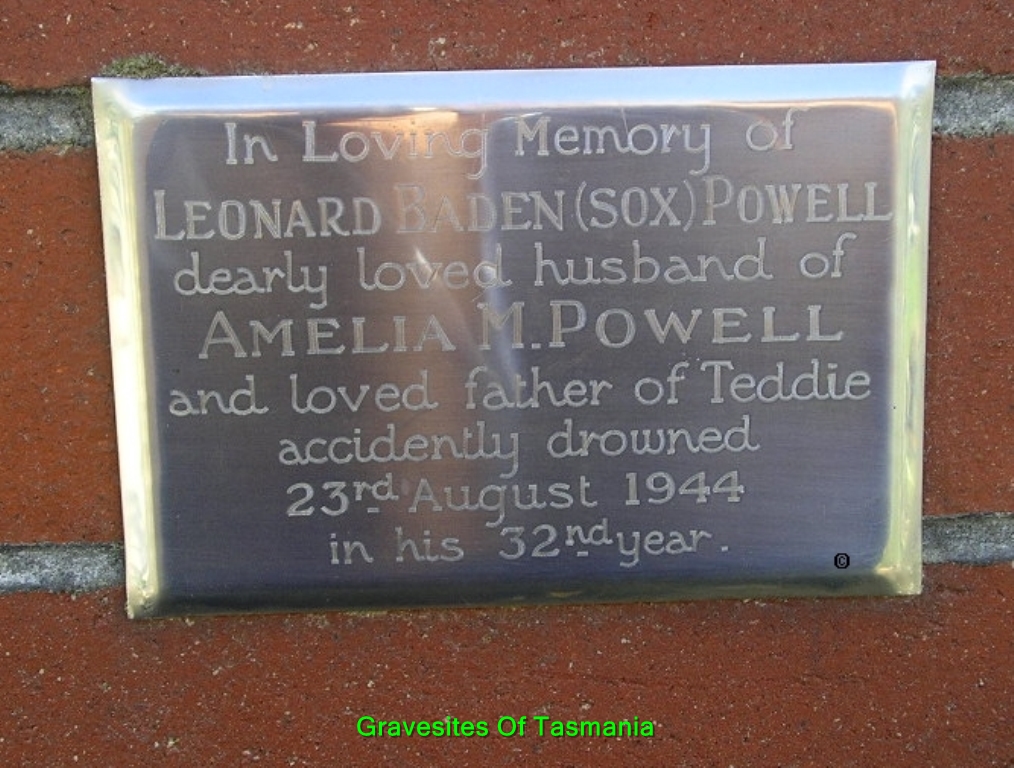 In Loving Memory of
LEONARD BADEN (SOX) POWELL
dearly loved husband of
AMELIA M. POWELL
and loved father of Teddie
accidently drowned
23rd August 1944
in his 32nd year.
©
Gravesites Of Tasmania